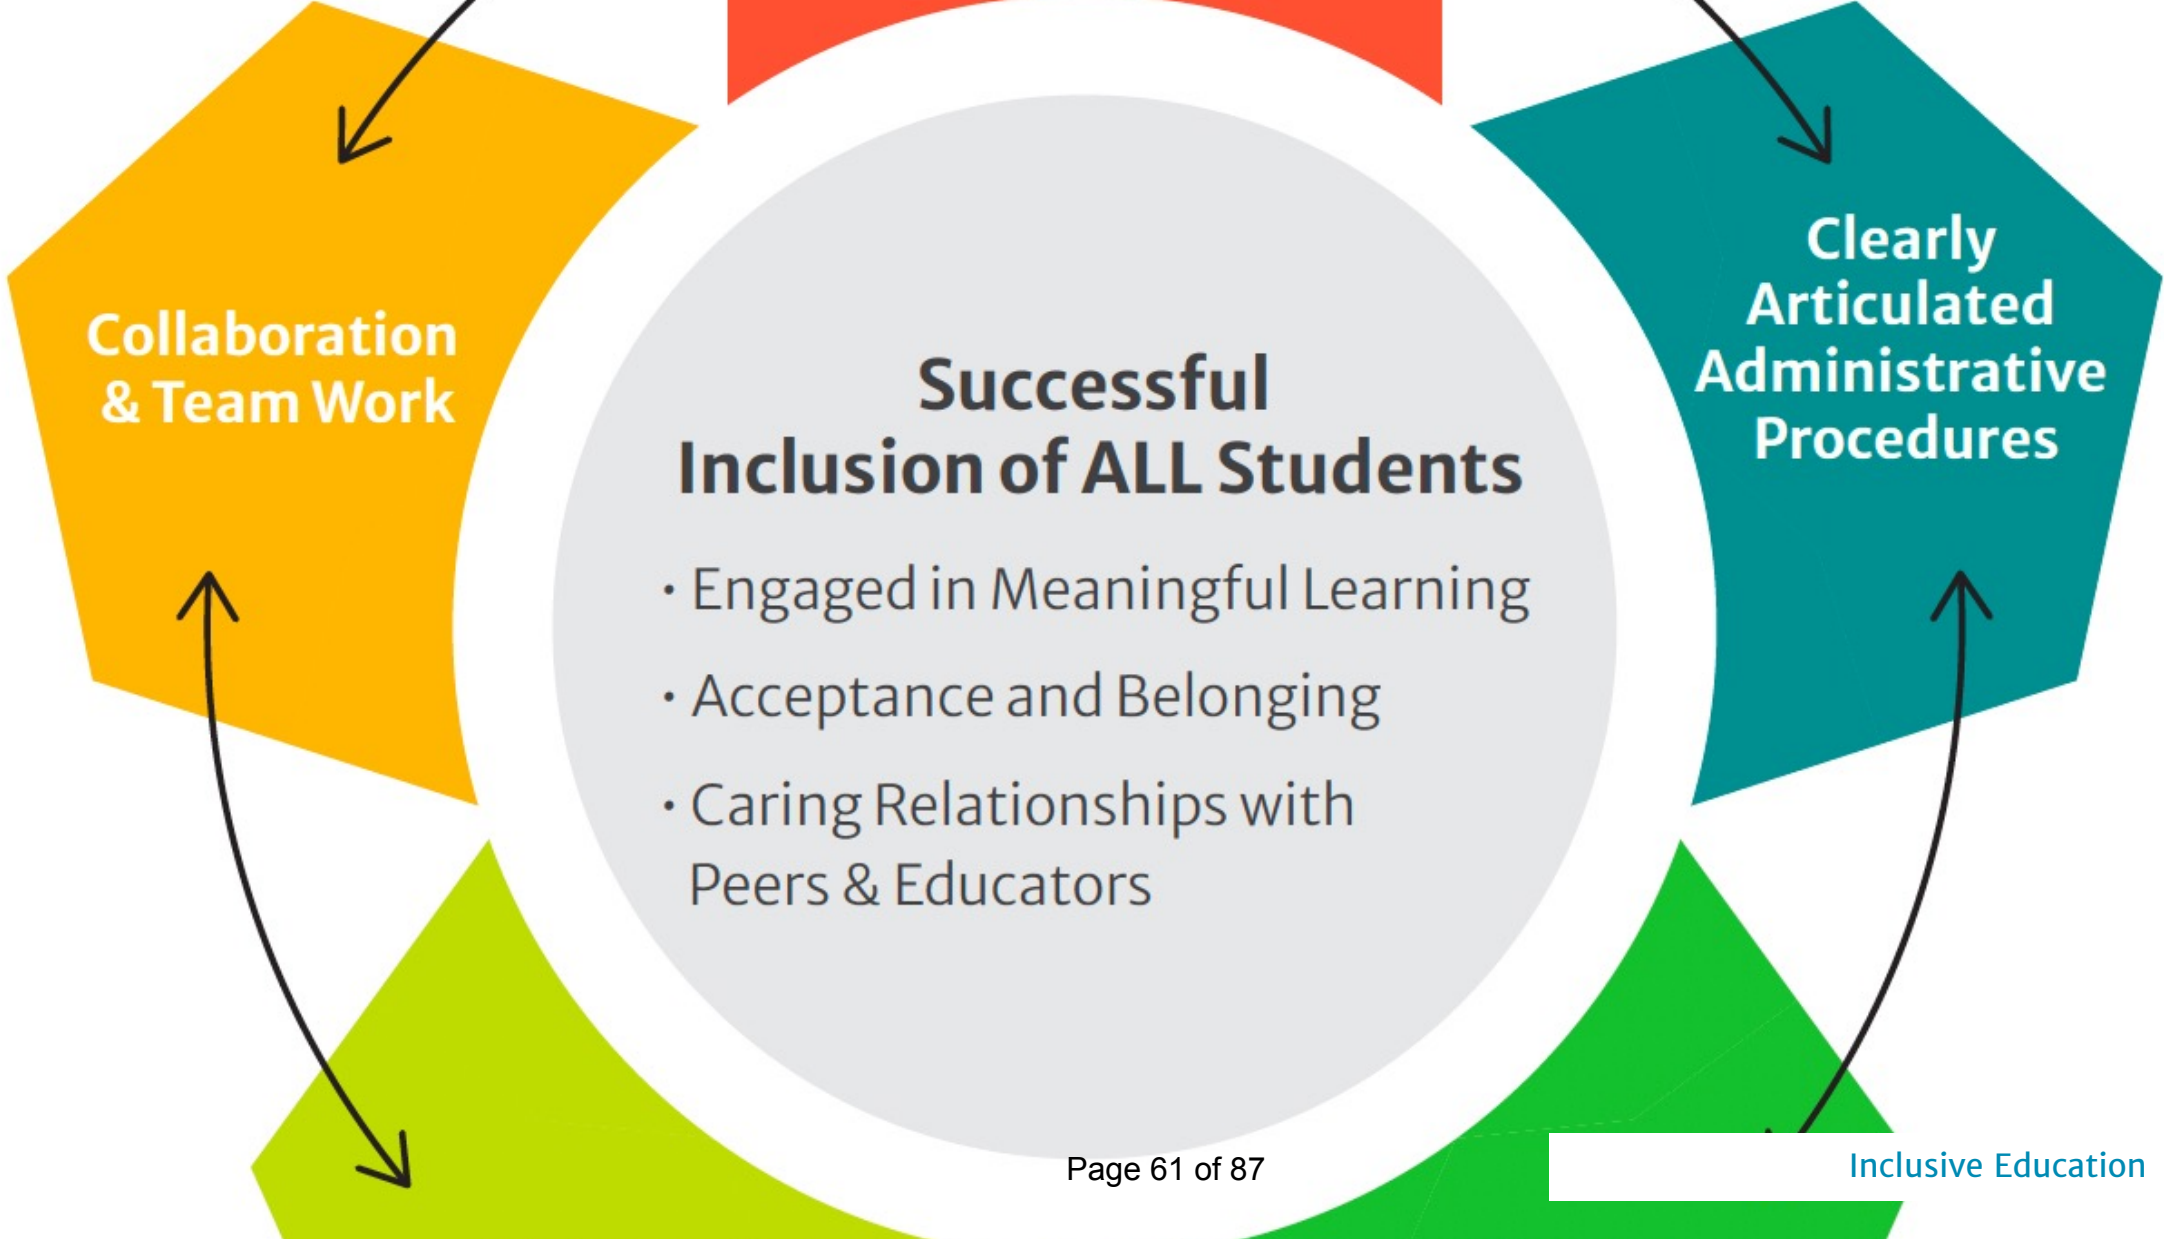 Collaboration
& Team Work
Clearly
Articulated
Administrative
Procedures
Successful
Inclusion of ALL Students
· Engaged in Meaningful Learning
· Acceptance and Belonging
· Caring Relationships with
Peers & Educators
Page 61 of 87
Inclusive Education